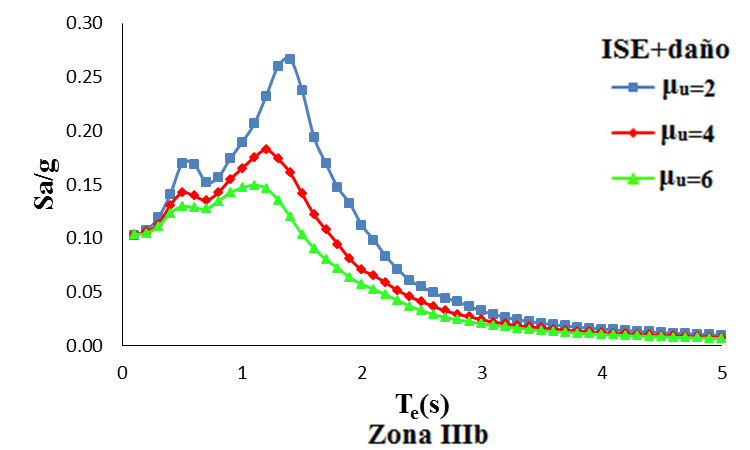 0.30
0.25
0.20
0.15
0.10
0.05
0.00
Sa/g
0 1 2 3 4 5
Te(s)
Zona IIIb
ISE+daño
μu=2
μu=4
μu=6